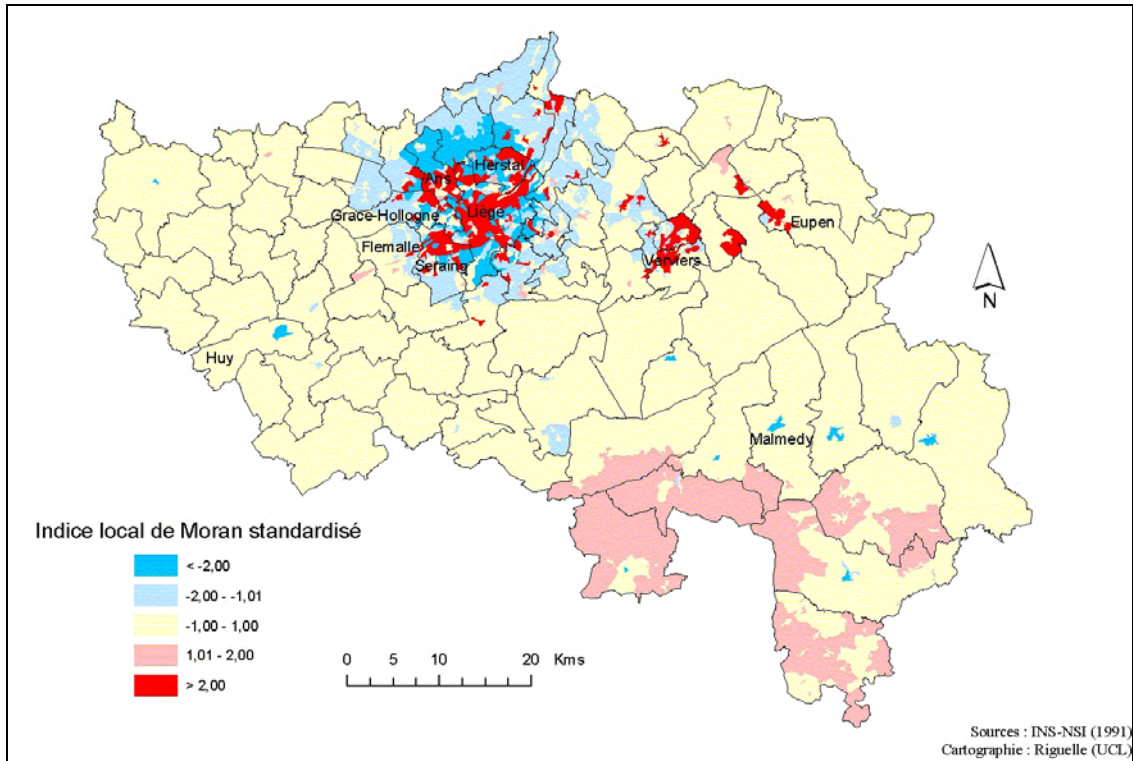 Herstal
Ans
Grace-Hollogne
Liège
Flemalle
Seraing
Verviers
Eupen
N
Huy
Malmedy
Indice local de Moran standardisé
< -2,00
-2,00 - -1,01
-1,00 - 1,00
1,01 - 2,00
> 2,00
0 5 10 20 Kms
Sources : INS-NSI (1991)
Cartographie : Riguelle (UCL)